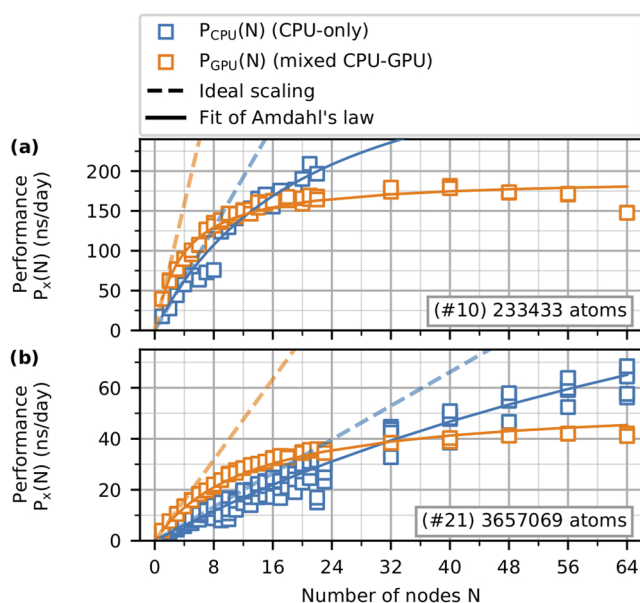 P_CPU(N) (CPU-only)
P_GPU(N) (mixed CPU-GPU)
Ideal scaling
Fit of Amdahl's law
(a)
Performance
P_x(N) (ns/day)
200
150
100
50
0
(#10) 233433 atoms
(b)
Performance
P_x(N) (ns/day)
60
40
20
0
(#21) 3657069 atoms
0 8 16 24 32 40 48 56 64
Number of nodes N